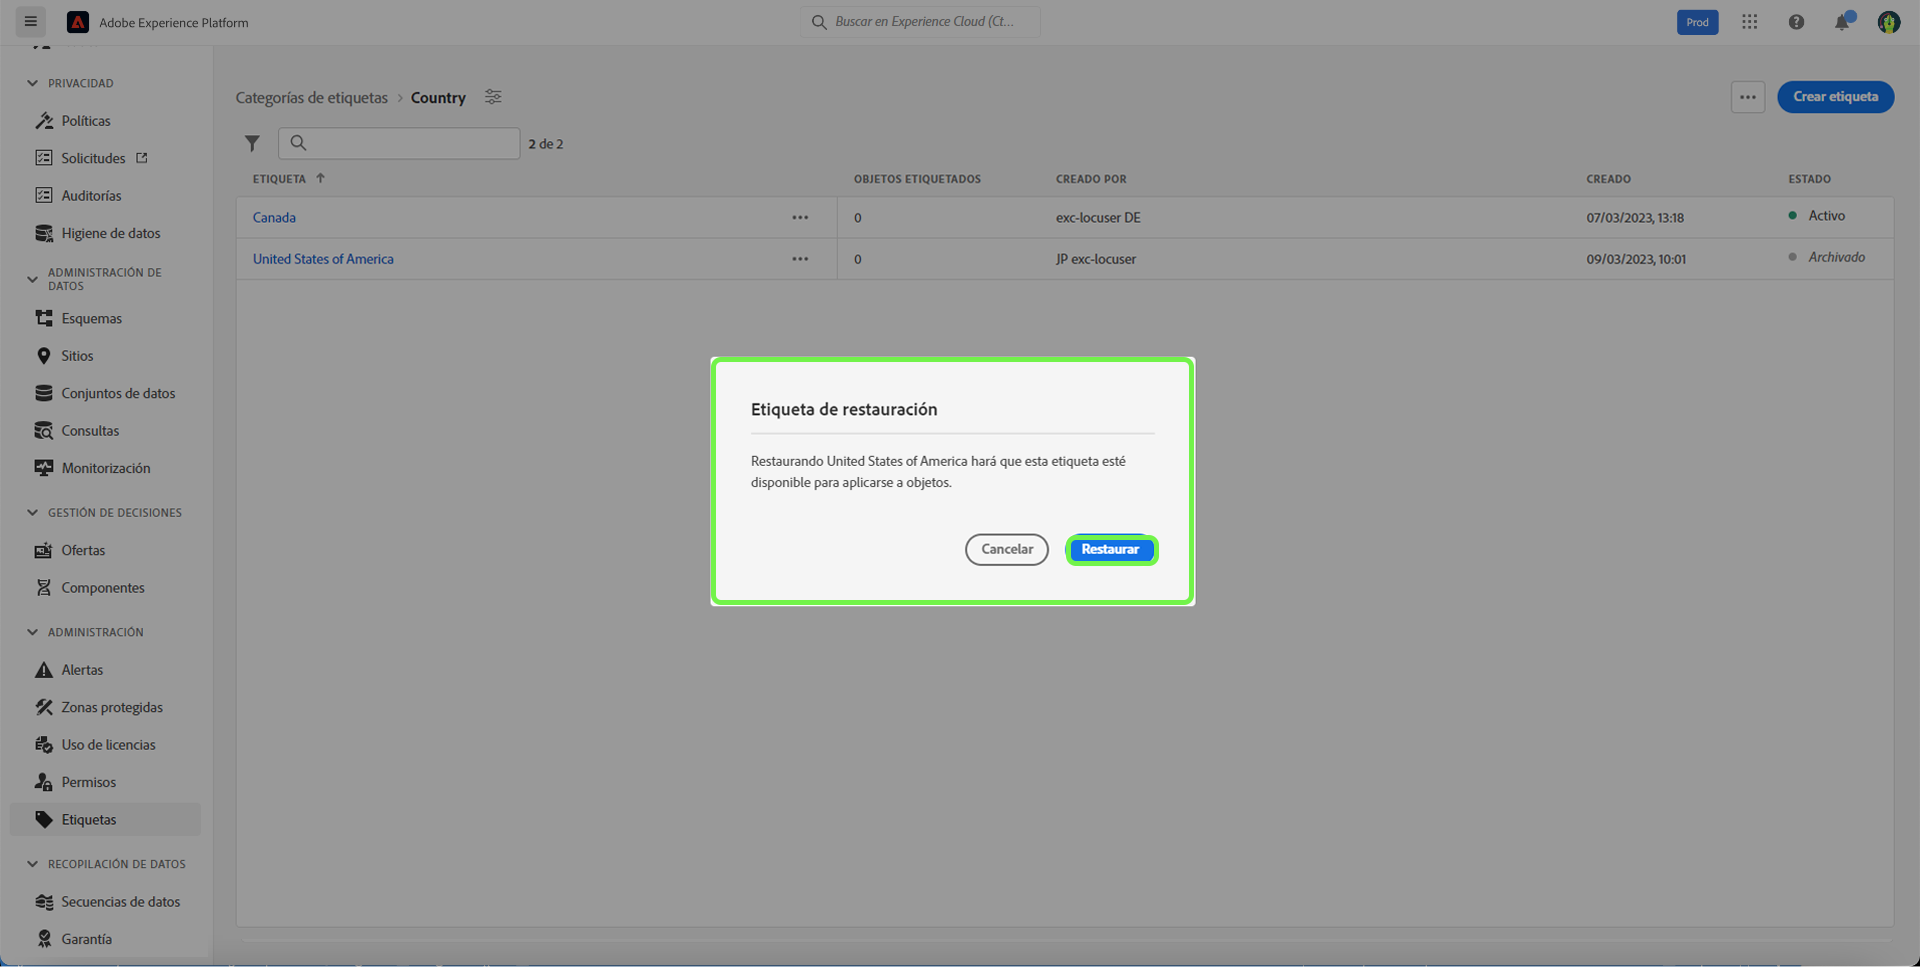 Adobe Experience Platform
Buscar en Experience Cloud (Ct...
Prod
PRIVACIDAD
Políticas
Solicitudes
Auditorías
Higiene de datos
ADMINISTRACIÓN DE
DATOS
Esquemas
Sitios
Conjuntos de datos
Consultas
Monitorización
GESTIÓN DE DECISIONES
Ofertas
Componentes
ADMINISTRACIÓN
Alertas
Zonas protegidas
Uso de licencias
Permisos
Etiquetas
RECOPILACIÓN DE DATOS
Secuencias de datos
Garantía
Categorías de etiquetas > Country
Crear etiqueta
2 de 2
ETIQUETA OBJETOS ETIQUETADOS CREADO POR CREADO ESTADO
Canada 0 exc-locuser DE 07/03/2023, 13:18 Activo
United States of America 0 JP exc-locuser 09/03/2023, 10:01 Archivado
Etiqueta de restauración
Restaurando United States of America hará que esta etiqueta esté
disponible para aplicarse a objetos.
Cancelar Restaurar